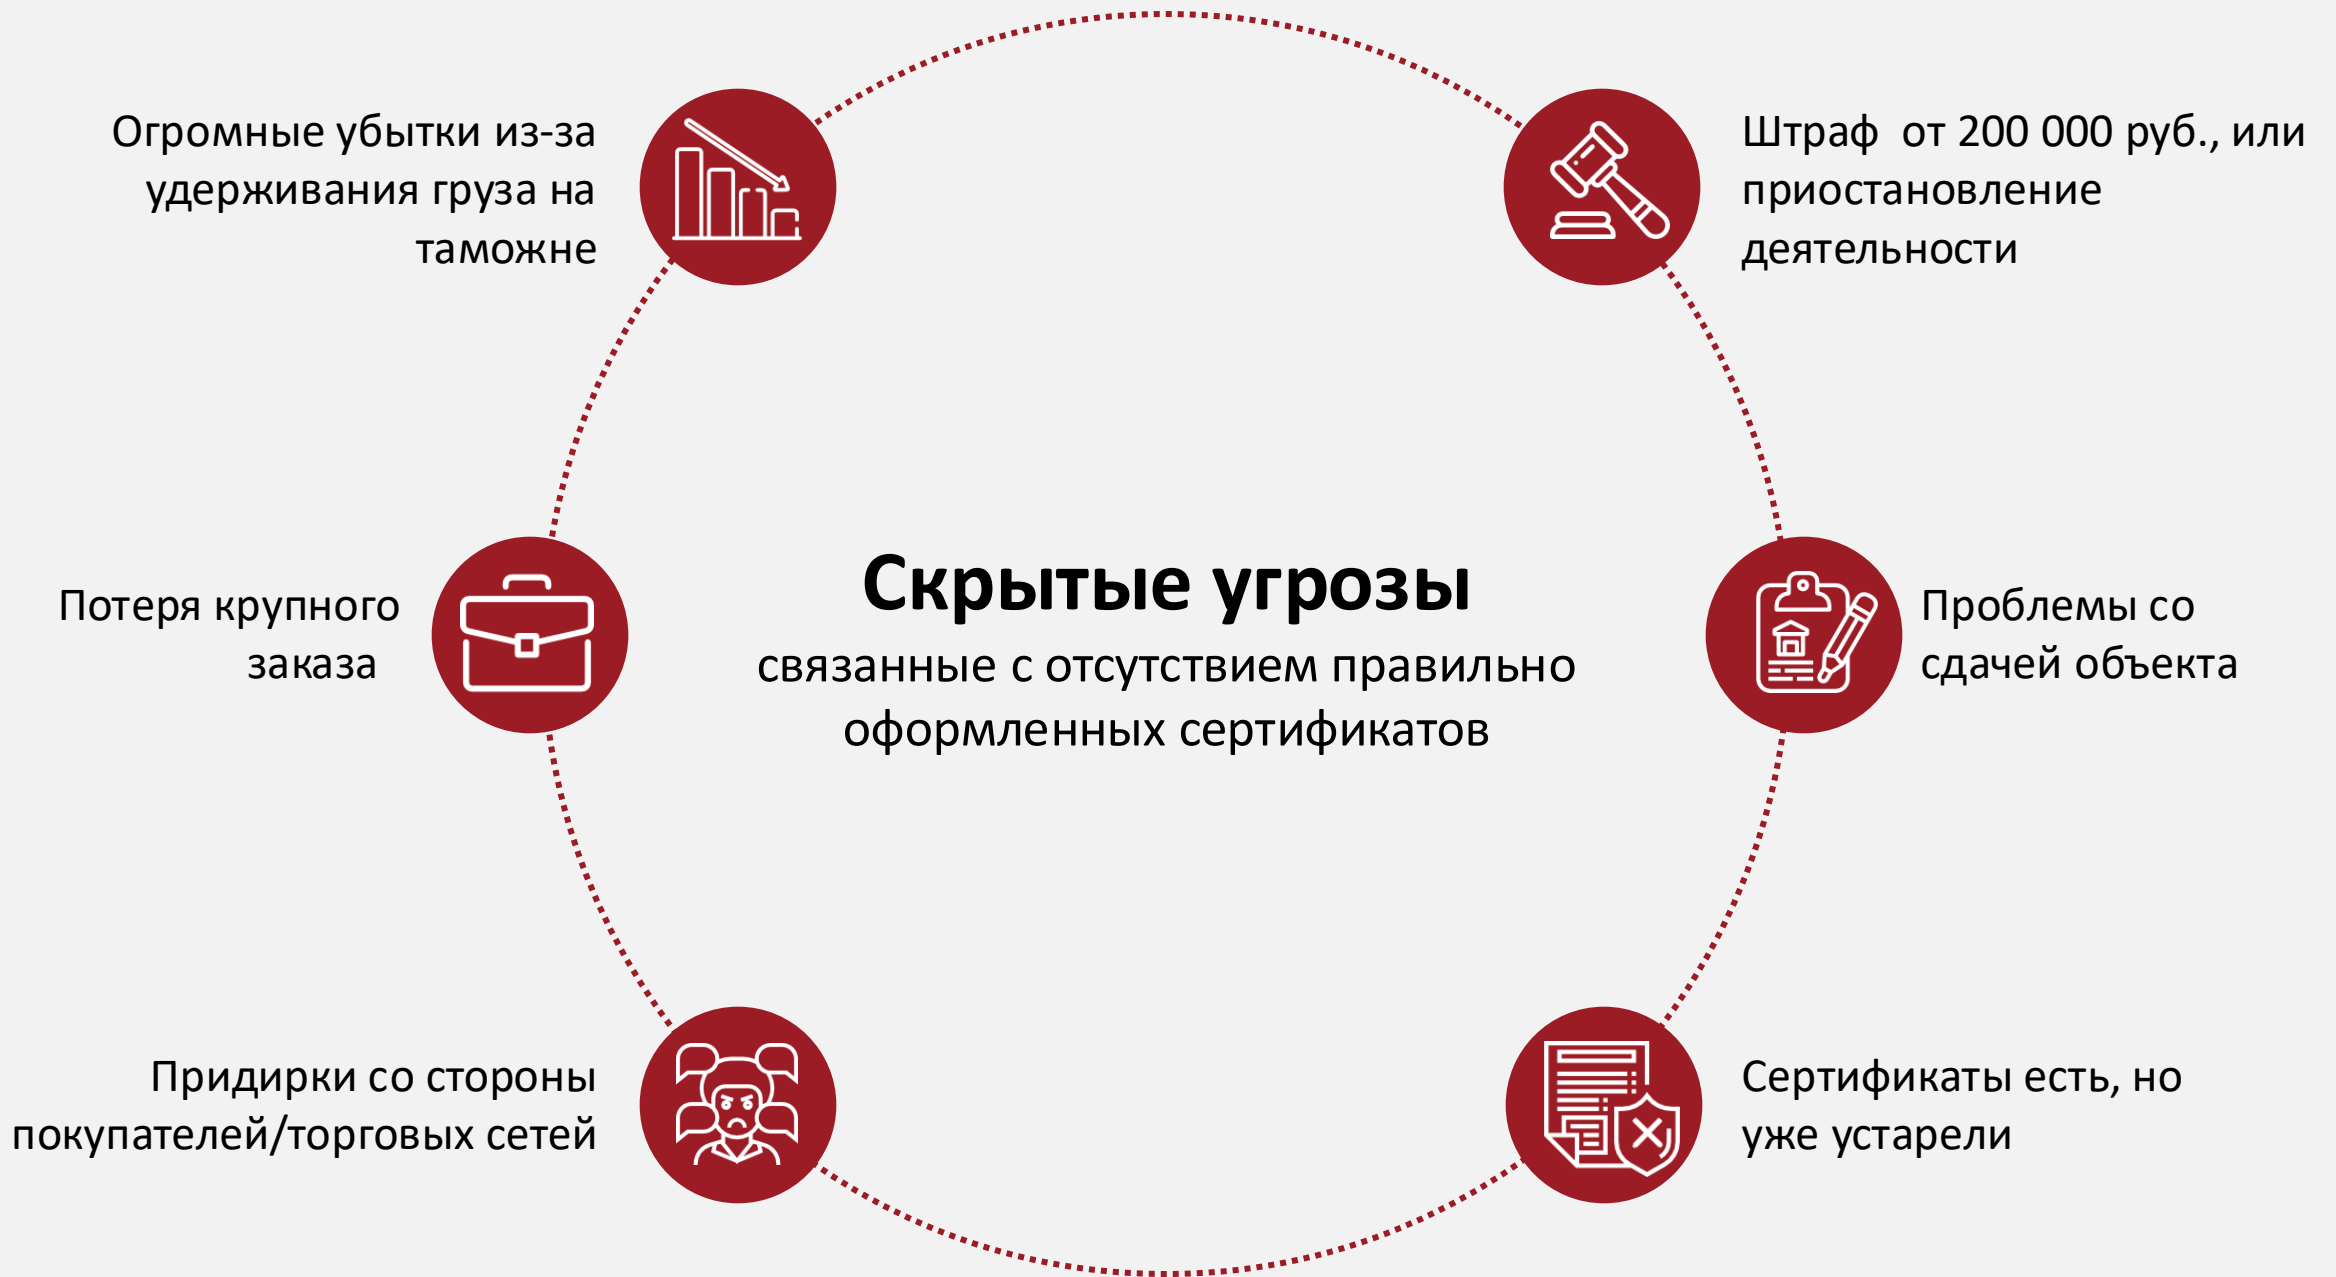 Огромные убытки из-за
удерживания груза на
таможне
Штраф  от 200 000 руб., или
приостановление
деятельности
Скрытые угрозы
связанные с отсутствием правильно
оформленных сертификатов
Потеря крупного
заказа
Проблемы со
сдачей объекта
Придирки со стороны
покупателей/торговых сетей
Сертификаты есть, но
уже устарели